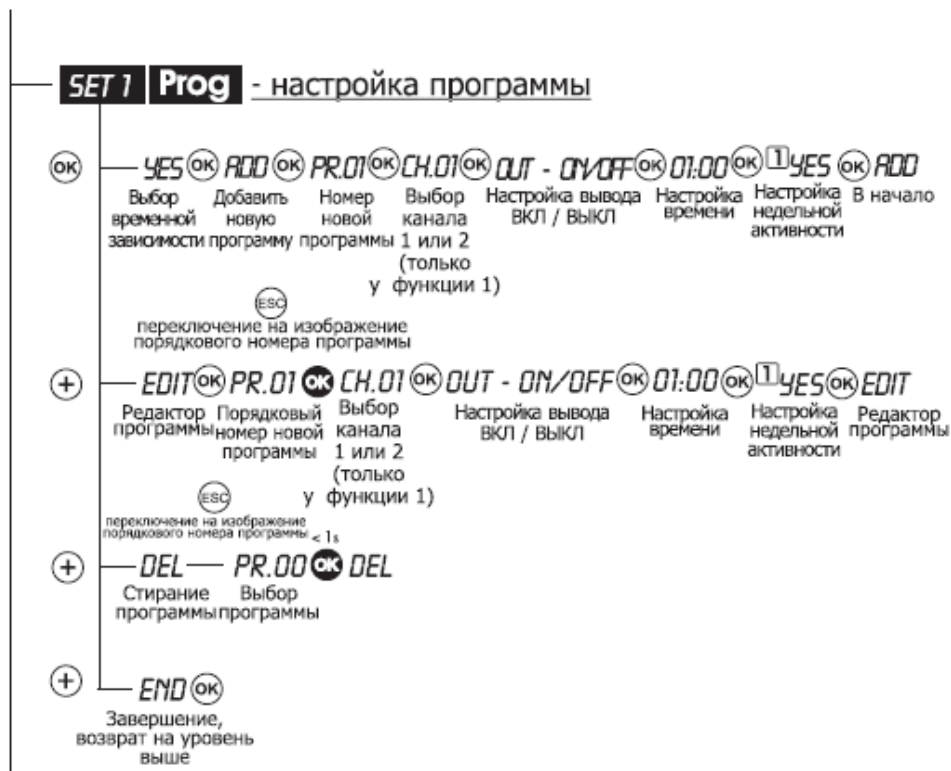 SET 1 Prog - настройка программы
OK YES OK ADD OK PR.01 OK CH.01 OK OUT - ON/OFF OK 01:00 OK 1 YES OK ADD
Выбор временной зависимости
Добавить новую программу
Номер новой программы
Выбор канала 1 или 2 (только у функции 1)
Настройка вывода ВКЛ / ВЫКЛ
Настройка времени
Настройка недельной активности
В начало
ESC
переключение на изображение
порядкового номера программы
+ EDIT OK PR.01 OK CH.01 OK OUT - ON/OFF OK 01:00 OK 1 YES OK EDIT
Редактор программы
Порядковый номер новой программы
Выбор канала 1 или 2 (только у функции 1)
Настройка вывода ВКЛ / ВЫКЛ
Настройка времени
Настройка недельной активности
Редактор программы
ESC
переключение на изображение
порядкового номера программы < 1s
+ DEL PR.00 OK DEL
Стирание программы
Выбор программы
+ END OK
Завершение,
возврат на уровень
выше